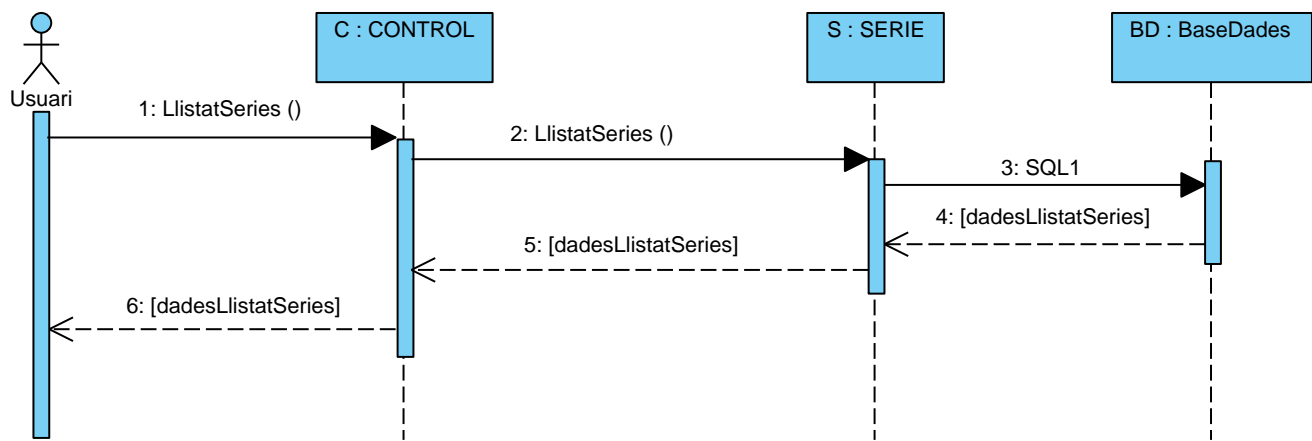 C : CONTROL
S : SERIE
BD : BaseDades
Usuari
1: LlistatSeries ()
2: LlistatSeries ()
3: SQL1
4: [dadesLlistatSeries]
5: [dadesLlistatSeries]
6: [dadesLlistatSeries]